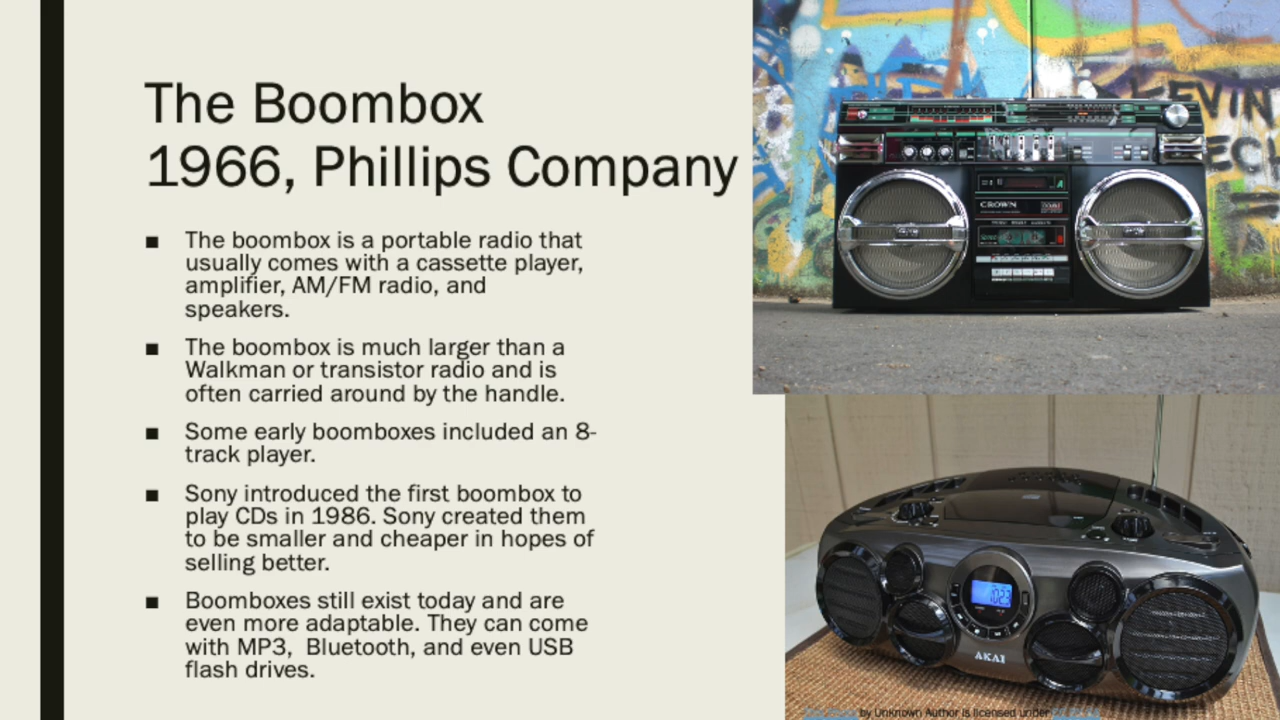 The Boombox
1966, Phillips Company
■ The boombox is a portable radio that
usually comes with a cassette player,
amplifier, AM/FM radio, and
speakers.
■ The boombox is much larger than a
Walkman or transistor radio and is
often carried around by the handle.
■ Some early boomboxes included an 8-
track player.
■ Sony introduced the first boombox to
play CDs in 1986. Sony created them
to be smaller and cheaper in hopes of
selling better.
■ Boomboxes still exist today and are
even more adaptable. They can come
with MP3,  Bluetooth, and even USB
flash drives.
KEVIN
CROWN
A
1023
AKAI
by Unknown Author is licensed under